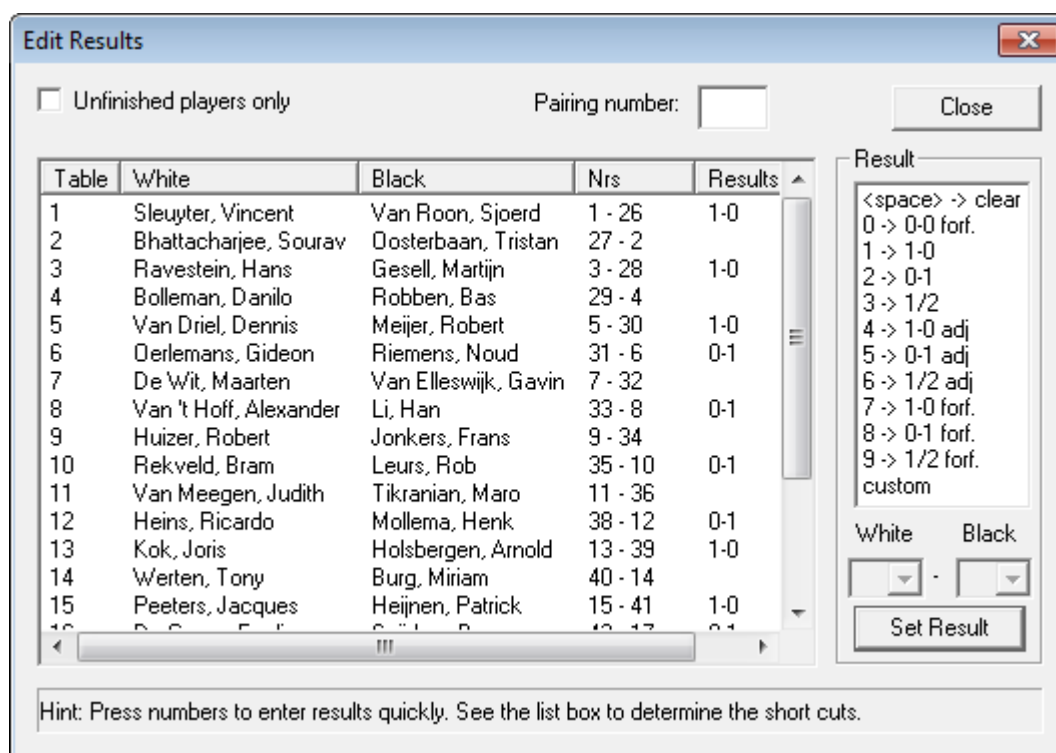 Edit Results
Unfinished players only Pairing number: Close
Table White Black Nrs Results
1 Sleuyter, Vincent Van Roon, Sjoerd 1 - 26 1-0
2 Bhattacharjee, Sourav Oosterbaan, Tristan 27 - 2
3 Ravestein, Hans Gesell, Martijn 3 - 28 1-0
4 Bolleman, Danilo Robben, Bas 29 - 4
5 Van Driel, Dennis Meijer, Robert 5 - 30 1-0
6 Oerlemans, Gideon Riemens, Noud 31 - 6 0-1
7 De Wit, Maarten Van Elleswijk, Gavin 7 - 32
8 Van 't Hoff, Alexander Li, Han 33 - 8 0-1
9 Huizer, Robert Jonkers, Frans 9 - 34
10 Rekveld, Bram Leurs, Rob 35 - 10 0-1
11 Van Meegen, Judith Tikranian, Maro 11 - 36
12 Heins, Ricardo Mollema, Henk 38 - 12 0-1
13 Kok, Joris Holsbergen, Arnold 13 - 39 1-0
14 Werten, Tony Burg, Miriam 40 - 14
15 Peeters, Jacques Heijnen, Patrick 15 - 41 1-0
Result
<space> -> clear
0 -> 0-0 forf.
1 -> 1-0
2 -> 0-1
3 -> 1/2
4 -> 1-0 adj
5 -> 0-1 adj
6 -> 1/2 adj
7 -> 1-0 forf.
8 -> 0-1 forf.
9 -> 1/2 forf.
custom
White Black
-
Set Result
Hint: Press numbers to enter results quickly. See the list box to determine the short cuts.